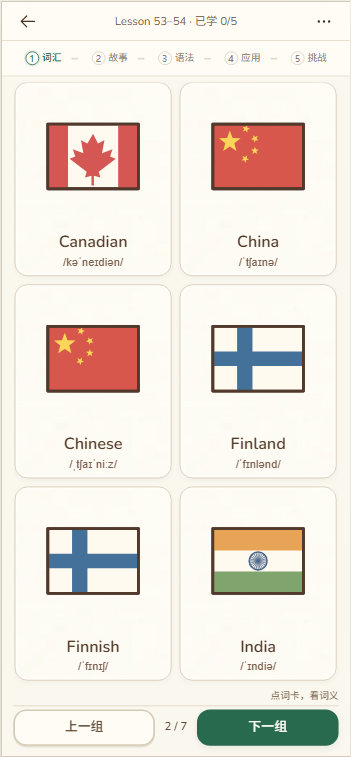 Lesson 53–54 · 已学 0/5
1 词汇 2 故事 3 语法 4 应用 5 挑战
Canadian China
/kəˈneɪdiən/ /ˈtʃaɪnə/
Chinese Finland
/ˌtʃaɪˈniːz/ /ˈfɪnlənd/
Finnish India
/ˈfɪnɪʃ/ /ˈɪndiə/
点词卡，看词义
上一组 2 / 7 下一组